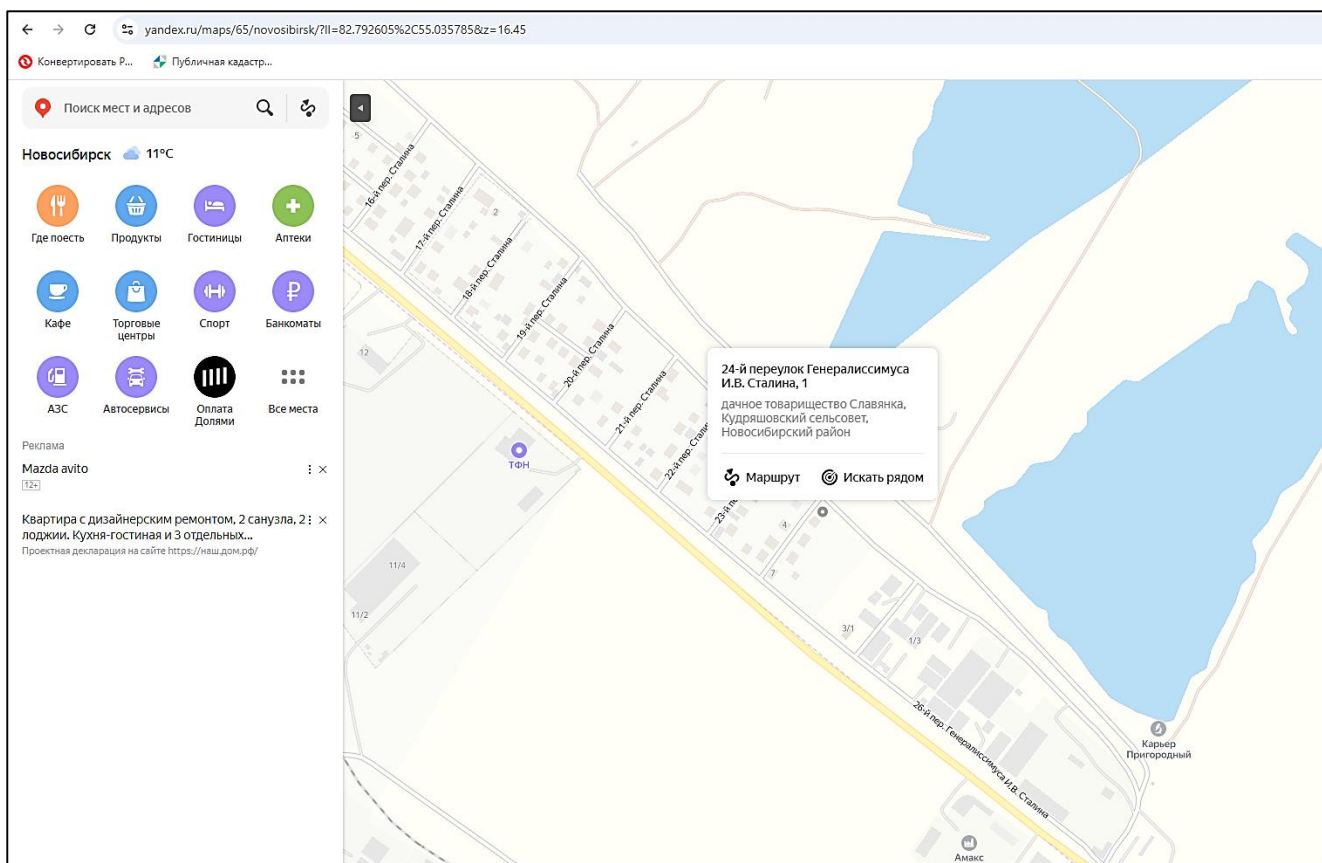 yandex.ru/maps/65/novosibirsk/?ll=82.792605%2C55.035785&z=16.45
Конвертировать P...
Публичная кадастр...
Поиск мест и адресов
Новосибирск 11°C
Где поесть
Продукты
Гостиницы
Аптеки
Кафе
Торговые
центры
Спорт
Банкоматы
АЗС
Автосервисы
Оплата
Долями
Все места
Реклама
Mazda avito
12+
Квартира с дизайнерским ремонтом, 2 санузла, 2
лоджии. Кухня-гостиная и 3 отдельных...
Проектная декларация на сайте https://наш.дом.рф/
5
16-й пер. Сталина
17-й пер. Сталина
2
18-й пер. Сталина
19-й пер. Сталина
12
20-й пер. Сталина
21-й пер. Сталина
22-й пер. Сталина
23-й пе
24-й переулок Генералиссимуса
И.В. Сталина, 1
дачное товарищество Славянка,
Кудряшовский сельсовет,
Новосибирский район
Маршрут
Искать рядом
ТФН
4
7
11/4
11/2
3/1
1/3
26-й пер. Генералиссимуса И.В. Сталина
Карьер
Пригородный
Амакс